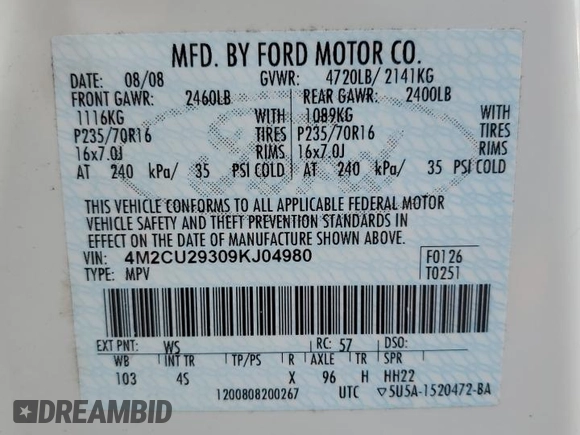 MFD. BY FORD MOTOR CO.
DATE: 08/08 GVWR: 4720LB/ 2141KG
FRONT GAWR: 2460LB REAR GAWR: 2400LB
1116KG WITH 1089KG WITH
P235/70R16 TIRES P235/70R16 TIRES
16x7.0J RIMS 16x7.0J RIMS
AT 240 kPa/ 35 PSI COLD AT 240 kPa/ 35 PSI COLD
THIS VEHICLE CONFORMS TO ALL APPLICABLE FEDERAL MOTOR
VEHICLE SAFETY AND THEFT PREVENTION STANDARDS IN
EFFECT ON THE DATE OF MANUFACTURE SHOWN ABOVE.
VIN: 4M2CU29309KJ04980 F0126
TYPE: MPV T0251
EXT PNT: WS RC: 57 DSO:
WB INT TR TP/PS R AXLE TR SPR
103 4S X 96 H HH22
1200808200267 UTC ▽5U5A-1520472-BA
DREAMBID